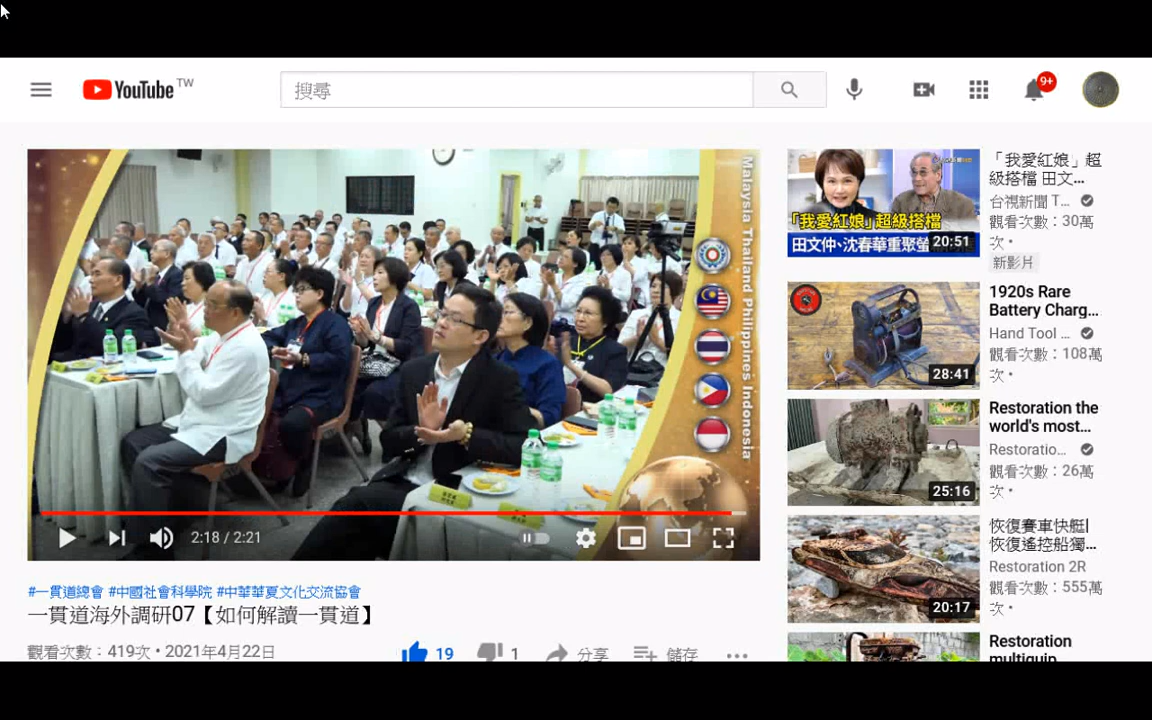 YouTube TW
搜尋
9+
Malaysia Thailand Philippines Indonesia
2:18 / 2:21
#一貫道總會 #中國社會科學院 #中華華夏文化交流協會
一貫道海外調研07【如何解讀一貫道】
觀看次數：419次 • 2021年4月22日
19
1
分享
儲存
「我愛紅娘」超級搭檔
田文仲、沈春華重聚螢
20:51
「我愛紅娘」超
級搭檔 田文...
台視新聞 T...
觀看次數：30萬
次 •
新影片
28:41
1920s Rare
Battery Charg...
Hand Tool ...
觀看次數：108萬
次 •
25:16
Restoration the
world's most...
Restoratio...
觀看次數：26萬
次 •
20:17
恢復賽車快艇|
恢復遙控船獨...
Restoration 2R
觀看次數：555萬
次 •
Restoration
multiquip